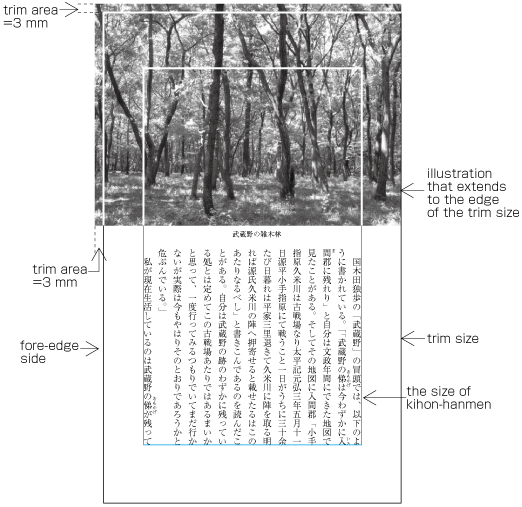 trim area
=3 mm
illustration
that extends
to the edge
of the trim size
武蔵野の雑木林
trim area
=3 mm
fore-edge
side
trim size
the size of
kihon-hanmen
国木田独歩の「武蔵野」の冒頭では、以下のよ
うに書かれている。「『武蔵野の俤は今わずかに入
間郡に残れり』と自分は文政年間にできた地図で
見たことがある。そしてその地図に入間郡「小手
指原久米川は古戦場なり太平記元弘三年五月十一
日源平小手指原にて戦うこと一日がうちに三十余
たび日暮れは平家三里退きて久米川に陣を取る明
れば源氏久米川の陣へ押寄せると載せたるはこの
あたりなるべし」と書きこんであるのを読んだこ
とがある。自分は武蔵野の跡のわずかに残ってい
る処とは定めてこの古戦場あたりではあるまいか
と思って、一度行ってみるつもりでいてまだ行か
ないが実際は今もやはりそのとおりであろうかと
危ぶんでいる。」
私が現在生活しているのは武蔵野の俤が残って